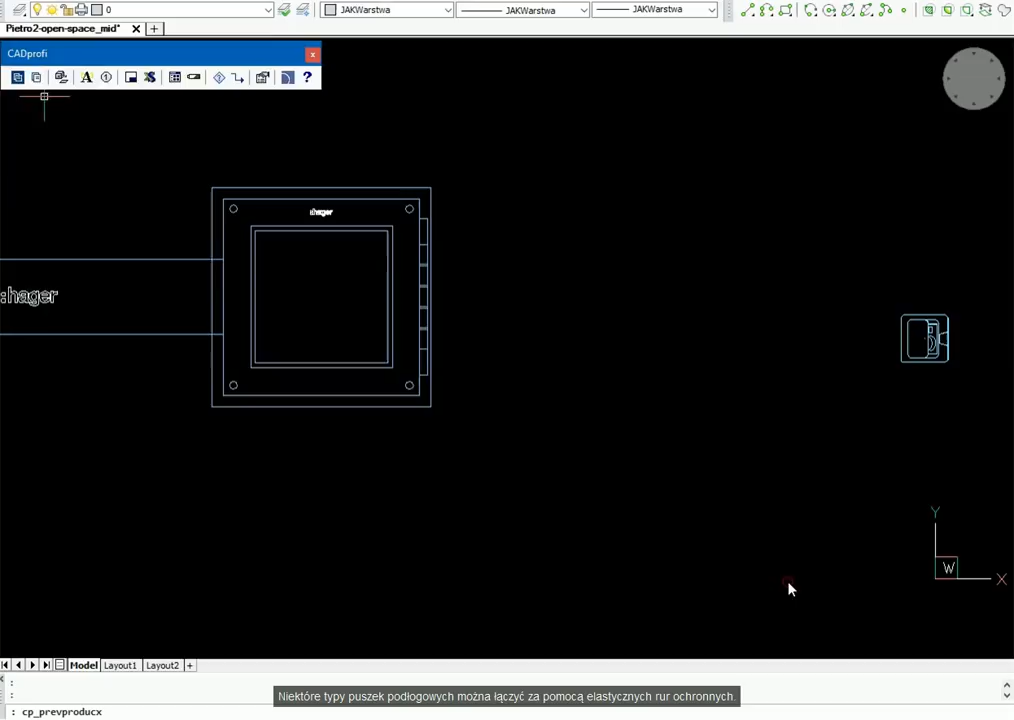 0
JAKWarstwa
JAKWarstwa
JAKWarstwa
Pietro2-open-space_mid*
CADprofi
:hager
:hager
Y
W
X
Model
Layout1
Layout2
:
:
Niektóre typy puszek podłogowych można łączyć za pomocą elastycznych rur ochronnych.
: cp_prevproducx